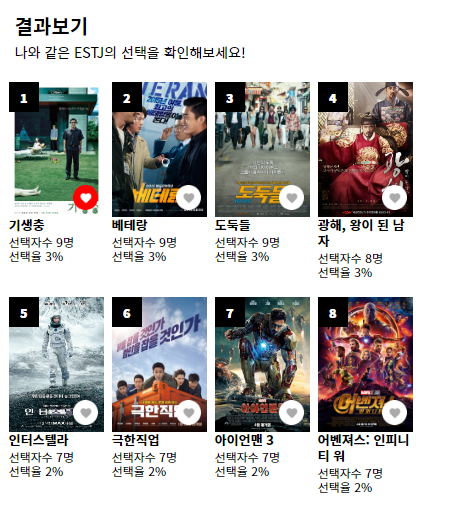 결과보기
나와 같은 ESTJ의 선택을 확인해보세요!
1
2
3
4
VETERAN
베테랑
도둑들
기생충
베테랑
도둑들
광해, 왕이 된 남
자
선택자수 9명
선택율 3%
선택자수 9명
선택율 3%
선택자수 9명
선택율 3%
선택자수 8명
선택율 3%
5
6
7
8
인터스텔라
극한직업
아이언맨 3
어벤져스: 인피니
티 워
선택자수 7명
선택율 2%
선택자수 7명
선택율 2%
선택자수 7명
선택율 2%
선택자수 7명
선택율 2%